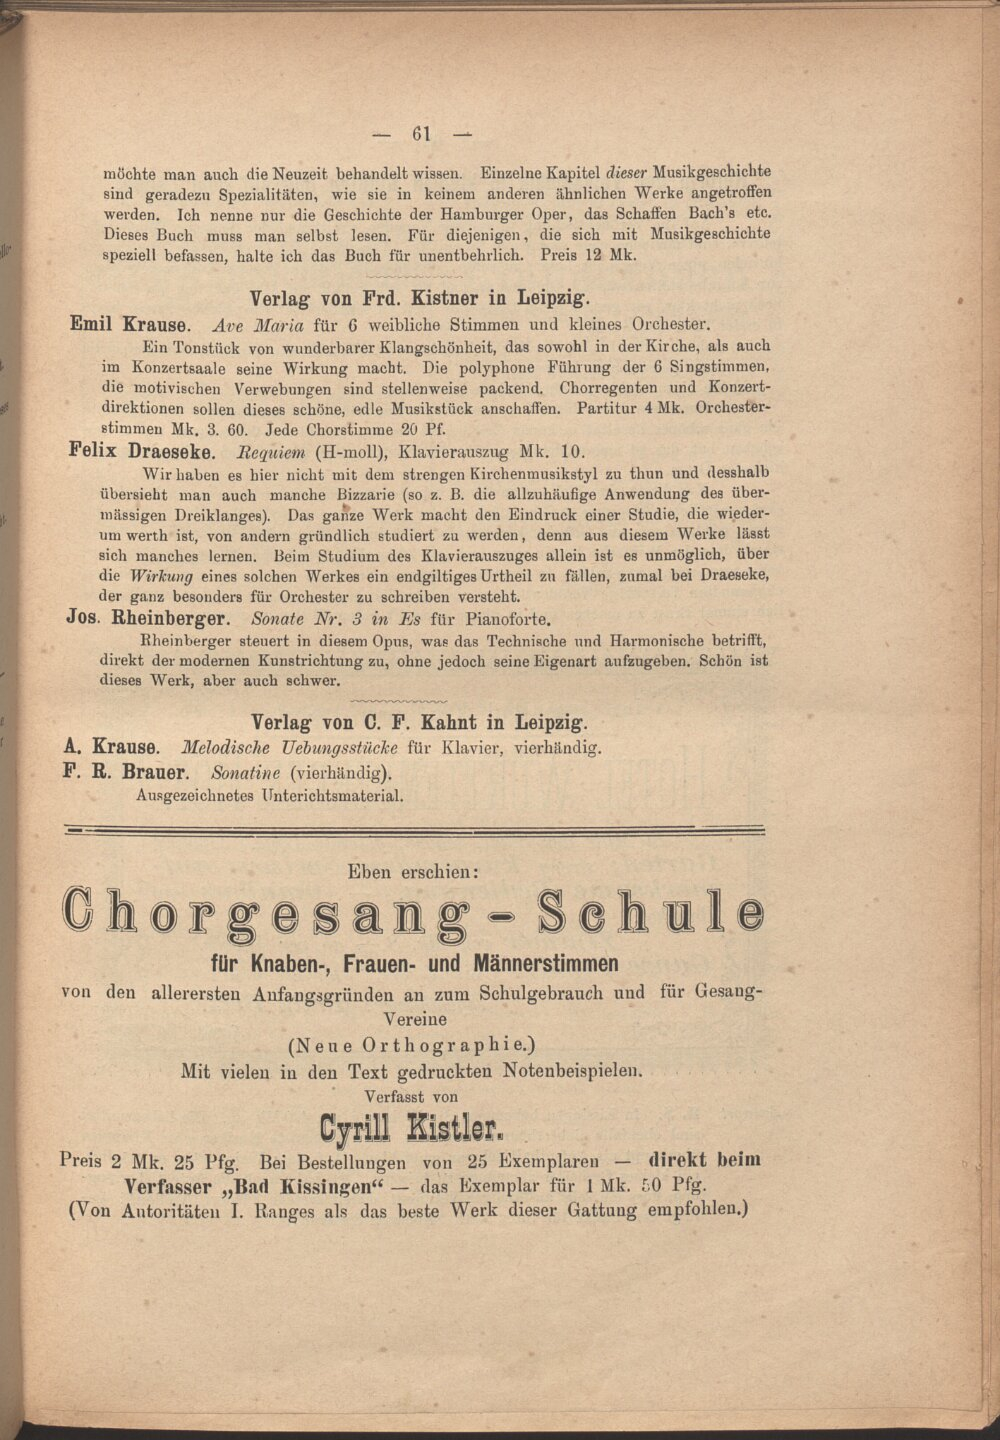 — 61 —
möchte man auch die Neuzeit behandelt wissen. Einzelne Kapitel dieser Musikgeschichte
sind geradezu Spezialitäten, wie sie in keinem anderen ähnlichen Werke angetroffen
werden. Ich nenne nur die Geschichte der Hamburger Oper, das Schaffen Bach's etc.
Dieses Buch muss man selbst lesen. Für diejenigen, die sich mit Musikgeschichte
speziell befassen, halte ich das Buch für unentbehrlich. Preis 12 Mk.
Verlag von Frd. Kistner in Leipzig.
Emil Krause. Ave Maria für 6 weibliche Stimmen und kleines Orchester.
Ein Tonstück von wunderbarer Klangschönheit, das sowohl in der Kirche, als auch
im Konzertsaale seine Wirkung macht. Die polyphone Führung der 6 Singstimmen,
die motivischen Verwebungen sind stellenweise packend. Chorregenten und Konzert-
direktionen sollen dieses schöne, edle Musikstück anschaffen. Partitur 4 Mk. Orchester-
stimmen Mk. 3. 60. Jede Chorstimme 20 Pf.
Felix Draeseke. Requiem (H-moll), Klavierauszug Mk. 10.
Wir haben es hier nicht mit dem strengen Kirchenmusikstyl zu thun und desshalb
übersieht man auch manche Bizzarie (so z. B. die allzuhäufige Anwendung des über-
mässigen Dreiklanges). Das ganze Werk macht den Eindruck einer Studie, die wieder-
um werth ist, von andern gründlich studiert zu werden, denn aus diesem Werke lässt
sich manches lernen. Beim Studium des Klavierauszuges allein ist es unmöglich, über
die Wirkung eines solchen Werkes ein endgiltiges Urtheil zu fällen, zumal bei Draeseke,
der ganz besonders für Orchester zu schreiben versteht.
Jos. Rheinberger. Sonate Nr. 3 in Es für Pianoforte.
Rheinberger steuert in diesem Opus, was das Technische und Harmonische betrifft,
direkt der modernen Kunstrichtung zu, ohne jedoch seine Eigenart aufzugeben. Schön ist
dieses Werk, aber auch schwer.
Verlag von C. F. Kahnt in Leipzig.
A. Krause. Melodische Uebungsstücke für Klavier, vierhändig.
F. R. Brauer. Sonatine (vierhändig).
Ausgezeichnetes Unterichtsmaterial.
Eben erschien:
Chorgesang-Schule
für Knaben-, Frauen- und Männerstimmen
von den allerersten Anfangsgründen an zum Schulgebrauch und für Gesang-
Vereine
(Neue Orthographie.)
Mit vielen in den Text gedruckten Notenbeispielen.
Verfasst von
Cyrill Kistler.
Preis 2 Mk. 25 Pfg. Bei Bestellungen von 25 Exemplaren — direkt beim
Verfasser „Bad Kissingen“ — das Exemplar für 1 Mk. 50 Pfg.
(Von Autoritäten I. Ranges als das beste Werk dieser Gattung empfohlen.)